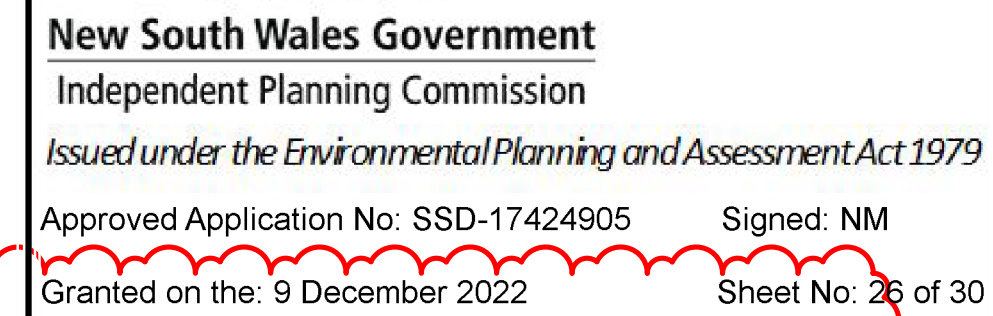 New South Wales Government
Independent Planning Commission
Issued under the Environmental Planning and Assessment Act 1979
Approved Application No: SSD-17424905 Signed: NM
Granted on the: 9 December 2022 Sheet No: 26 of 30